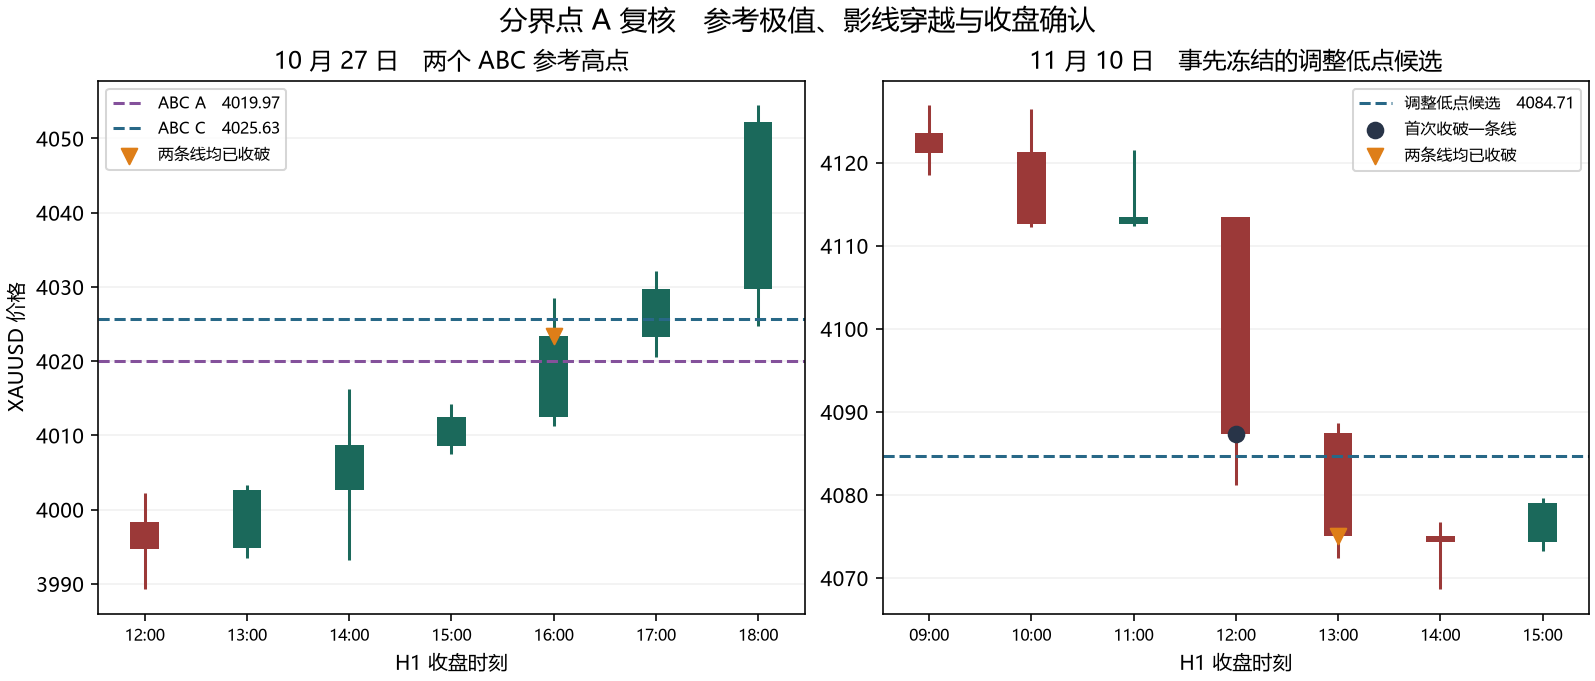 分界点 A 复核　参考极值、影线穿越与收盘确认
10 月 27 日　两个 ABC 参考高点
ABC A　4019.97
ABC C　4025.63
两条线均已收破
XAUUSD 价格
4050
4040
4030
4020
4010
4000
3990
12:00
13:00
14:00
15:00
16:00
17:00
18:00
H1 收盘时刻
11 月 10 日　事先冻结的调整低点候选
调整低点候选　4084.71
首次收破一条线
两条线均已收破
4120
4110
4100
4090
4080
4070
09:00
10:00
11:00
12:00
13:00
14:00
15:00
H1 收盘时刻